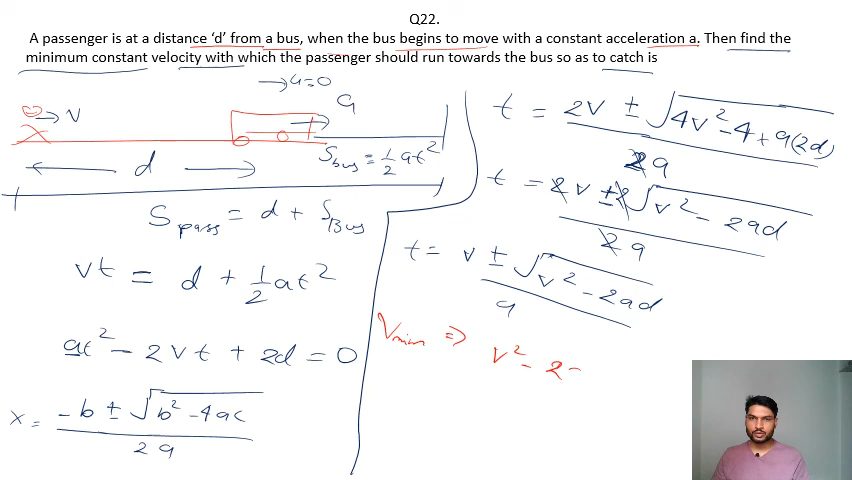 Q22.
A passenger is at a distance 'd' from a bus, when the bus begins to move with a constant acceleration a. Then find the
minimum constant velocity with which the passenger should run towards the bus so as to catch is
→ u=0
→ V
a
S_bus = 1/2 at²
d
S_pass = d + S_Bus
vt = d + 1/2 at²
at² - 2vt + 2d = 0
x = (-b ± √(b² - 4ac)) / 2a
t = (2v ± √(4v² - 4 + a(2d))) / 2a
t = (2v ± 2√(v² - 2ad)) / 2a
t = (v ± √(v² - 2ad)) / a
V_min ⇒
v² - 2